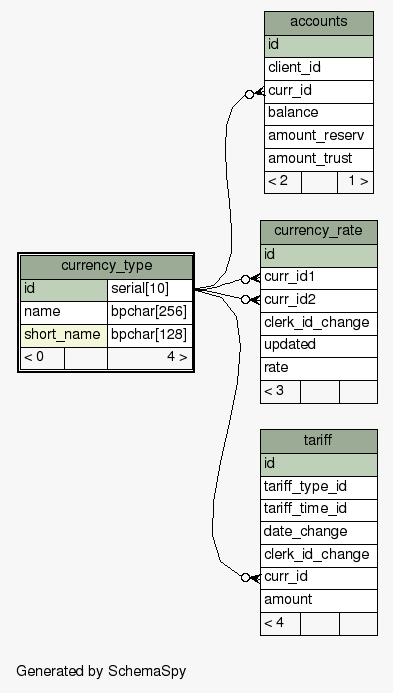 accounts
id
client_id
curr_id
balance
amount_reserv
amount_trust
< 2 1 >
currency_rate
id
curr_id1
curr_id2
clerk_id_change
updated
rate
< 3
currency_type
id serial[10]
name bpchar[256]
short_name bpchar[128]
< 0 4 >
tariff
id
tariff_type_id
tariff_time_id
date_change
clerk_id_change
curr_id
amount
< 4
Generated by SchemaSpy